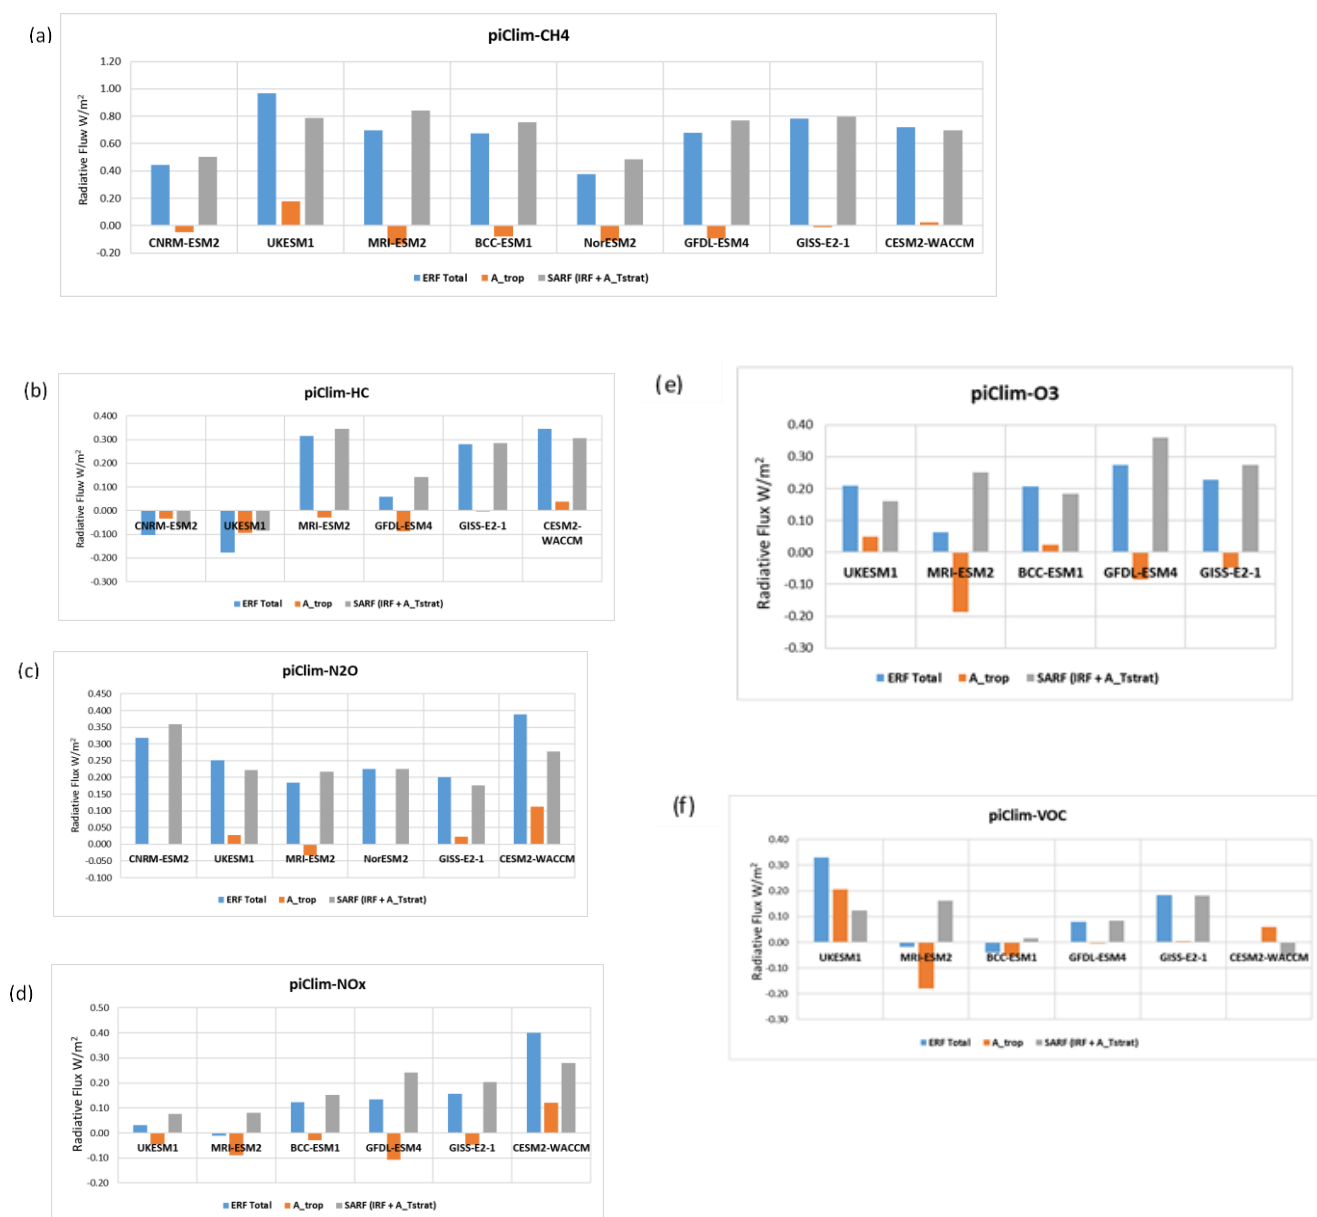 (a)
piClim-CH4
Radiative Fluw W/m²
1.20
1.00
0.80
0.60
0.40
0.20
0.00
-0.20
CNRM-ESM2 UKESM1 MRI-ESM2 BCC-ESM1 NorESM2 GFDL-ESM4 GISS-E2-1 CESM2-WACCM
ERF Total A_trop SARF (IRF + A_Tstrat)
(b)
piClim-HC
Radiative Fluw W/m²
0.400
0.300
0.200
0.100
0.000
-0.100
-0.200
-0.300
CNRM-ESM2 UKESM1 MRI-ESM2 GFDL-ESM4 GISS-E2-1 CESM2-
WACCM
ERF Total A_trop SARF (IRF + A_Tstrat)
(c)
piClim-N2O
Radiative Flux W/m²
0.450
0.400
0.350
0.300
0.250
0.200
0.150
0.100
0.050
0.000
-0.050
-0.100
CNRM-ESM2 UKESM1 MRI-ESM2 NorESM2 GISS-E2-1 CESM2-WACCM
ERF Total A_trop SARF (IRF + A_Tstrat)
(d)
piClim-NOx
Radiative Flux W/m²
0.50
0.40
0.30
0.20
0.10
0.00
-0.10
-0.20
UKESM1 MRI-ESM2 BCC-ESM1 GFDL-ESM4 GISS-E2-1 CESM2-WACCM
ERF Total A_trop SARF (IRF + A_Tstrat)
(e)
piClim-O3
Radiative Flux W/m²
0.40
0.30
0.20
0.10
0.00
-0.10
-0.20
-0.30
UKESM1 MRI-ESM2 BCC-ESM1 GFDL-ESM4 GISS-E2-1
ERF Total A_trop SARF (IRF + A_Tstrat)
(f)
piClim-VOC
Radiative Flux W/m²
0.40
0.30
0.20
0.10
0.00
-0.10
-0.20
-0.30
UKESM1 MRI-ESM2 BCC-ESM1 GFDL-ESM4 GISS-E2-1 CESM2-WACCM
ERF Total A_trop SARF (IRF + A_Tstrat)